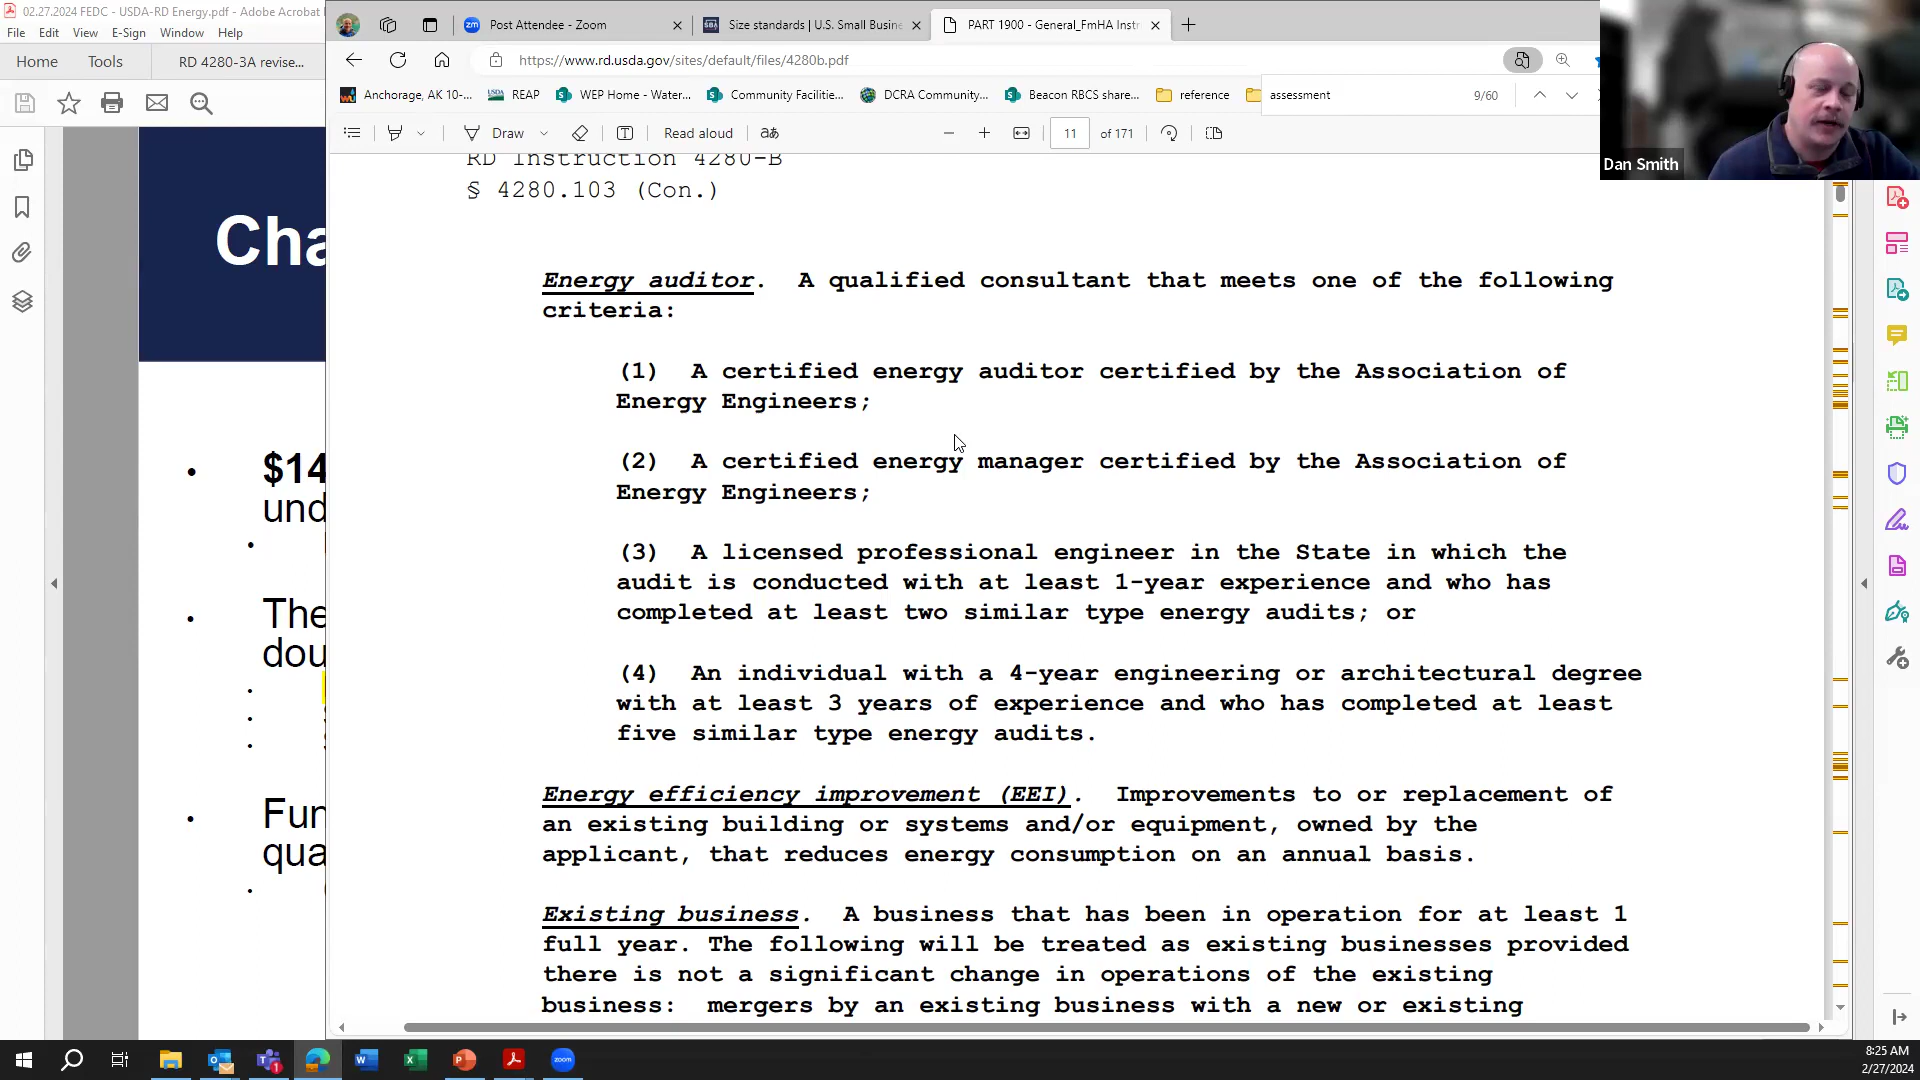 02.27.2024 FEDC - USDA-RD Energy.pdf - Adobe Acrobat
File Edit View E-Sign Window Help
Home Tools RD 4280-3A revise...
Cha
$14
und
The
dou
Fun
qua
Post Attendee - Zoom
Size standards | U.S. Small Busine
PART 1900 - General_FmHA Instr
https://www.rd.usda.gov/sites/default/files/4280b.pdf
Anchorage, AK 10-... REAP WEP Home - Water... Community Facilitie... DCRA Community... Beacon RBCS share... reference
assessment 9/60
Draw Read aloud 11 of 171
RD Instruction 4280-B
§ 4280.103 (Con.)
Energy auditor. A qualified consultant that meets one of the following
criteria:
(1) A certified energy auditor certified by the Association of
Energy Engineers;
(2) A certified energy manager certified by the Association of
Energy Engineers;
(3) A licensed professional engineer in the State in which the
audit is conducted with at least 1-year experience and who has
completed at least two similar type energy audits; or
(4) An individual with a 4-year engineering or architectural degree
with at least 3 years of experience and who has completed at least
five similar type energy audits.
Energy efficiency improvement (EEI). Improvements to or replacement of
an existing building or systems and/or equipment, owned by the
applicant, that reduces energy consumption on an annual basis.
Existing business. A business that has been in operation for at least 1
full year. The following will be treated as existing businesses provided
there is not a significant change in operations of the existing
business: mergers by an existing business with a new or existing
Dan Smith
8:25 AM
2/27/2024